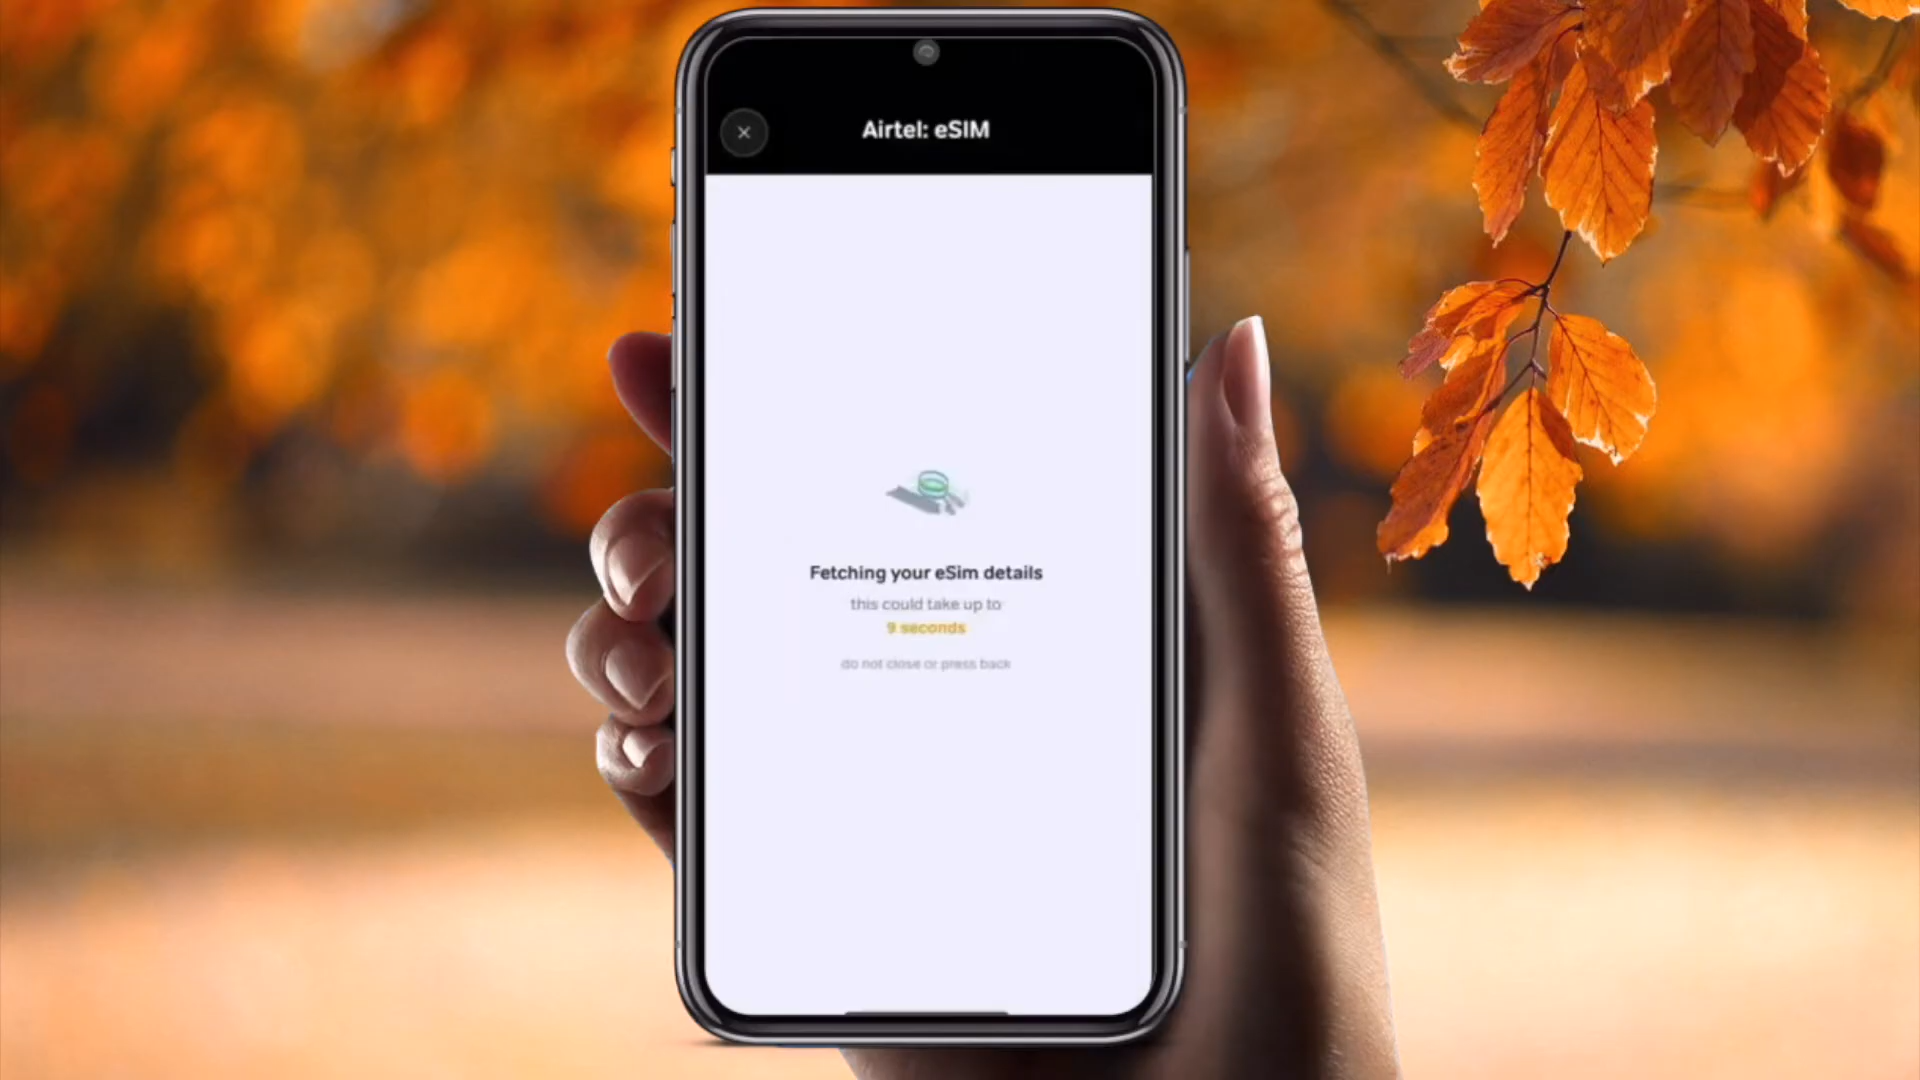 Airtel: eSIM
Fetching your eSim details
this could take up to
9 seconds
do not close or press back